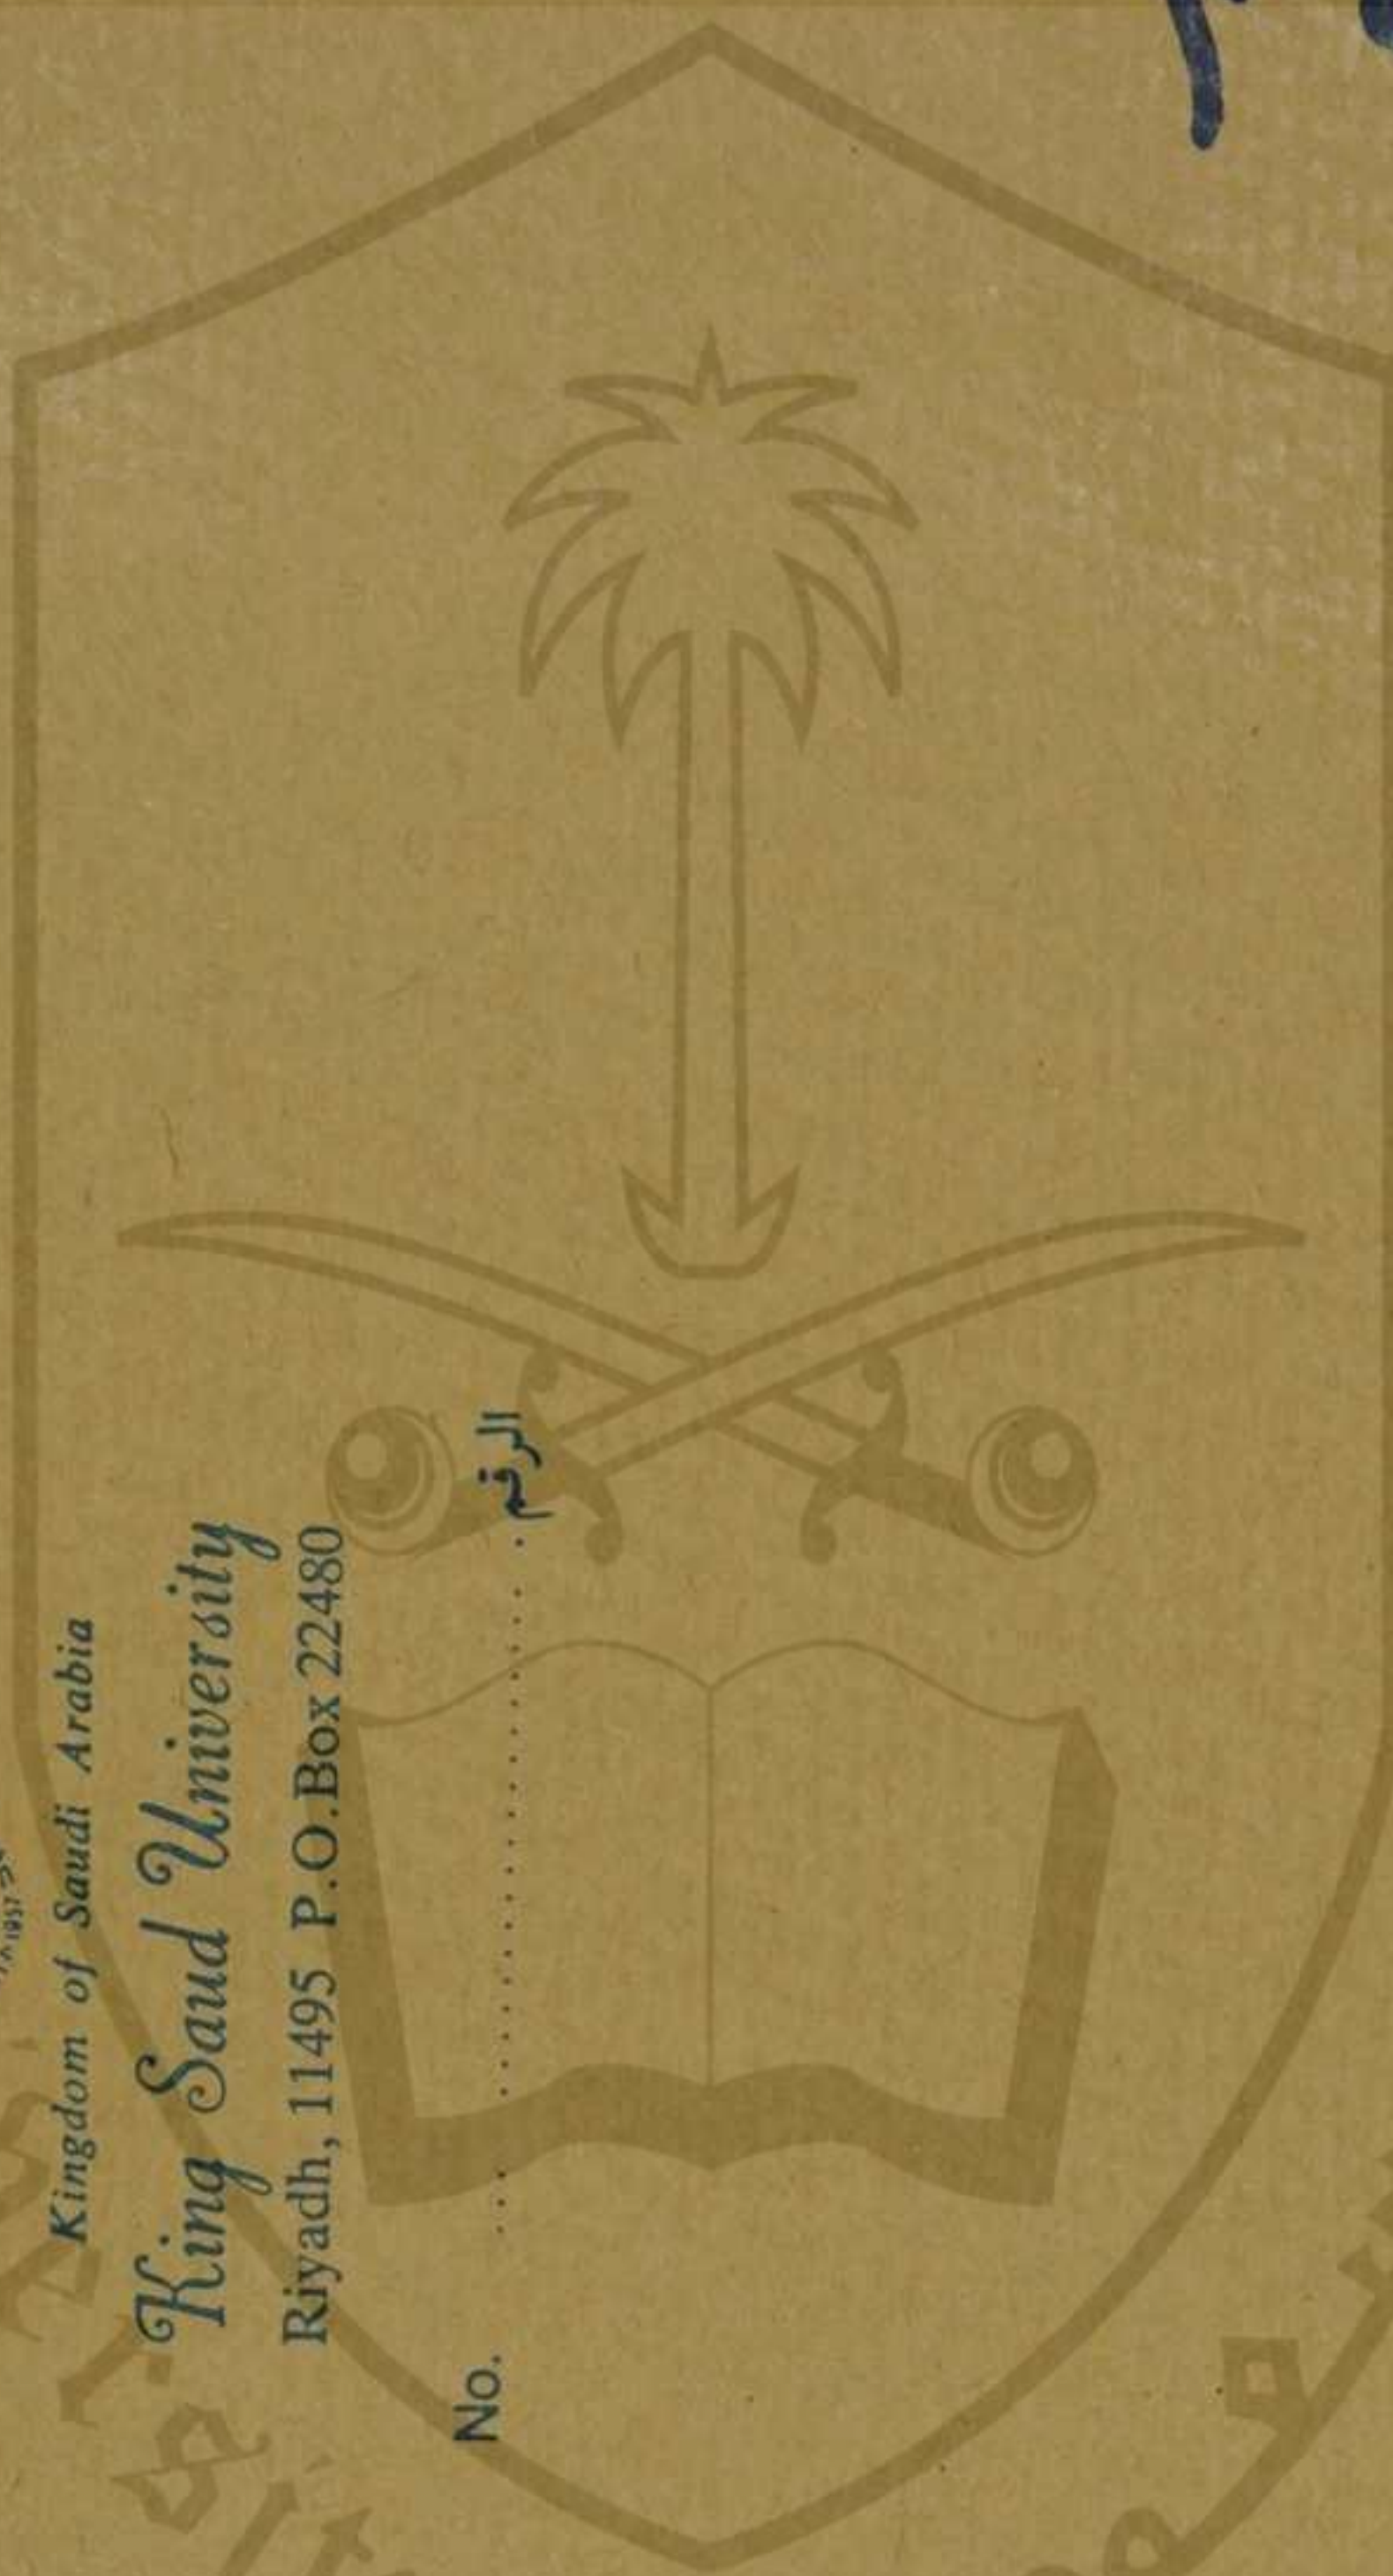 Kingdom of Saudi Arabia
King Saud University
Riyadh, 11495 P.O.Box 22480
No. .......................... الرقم